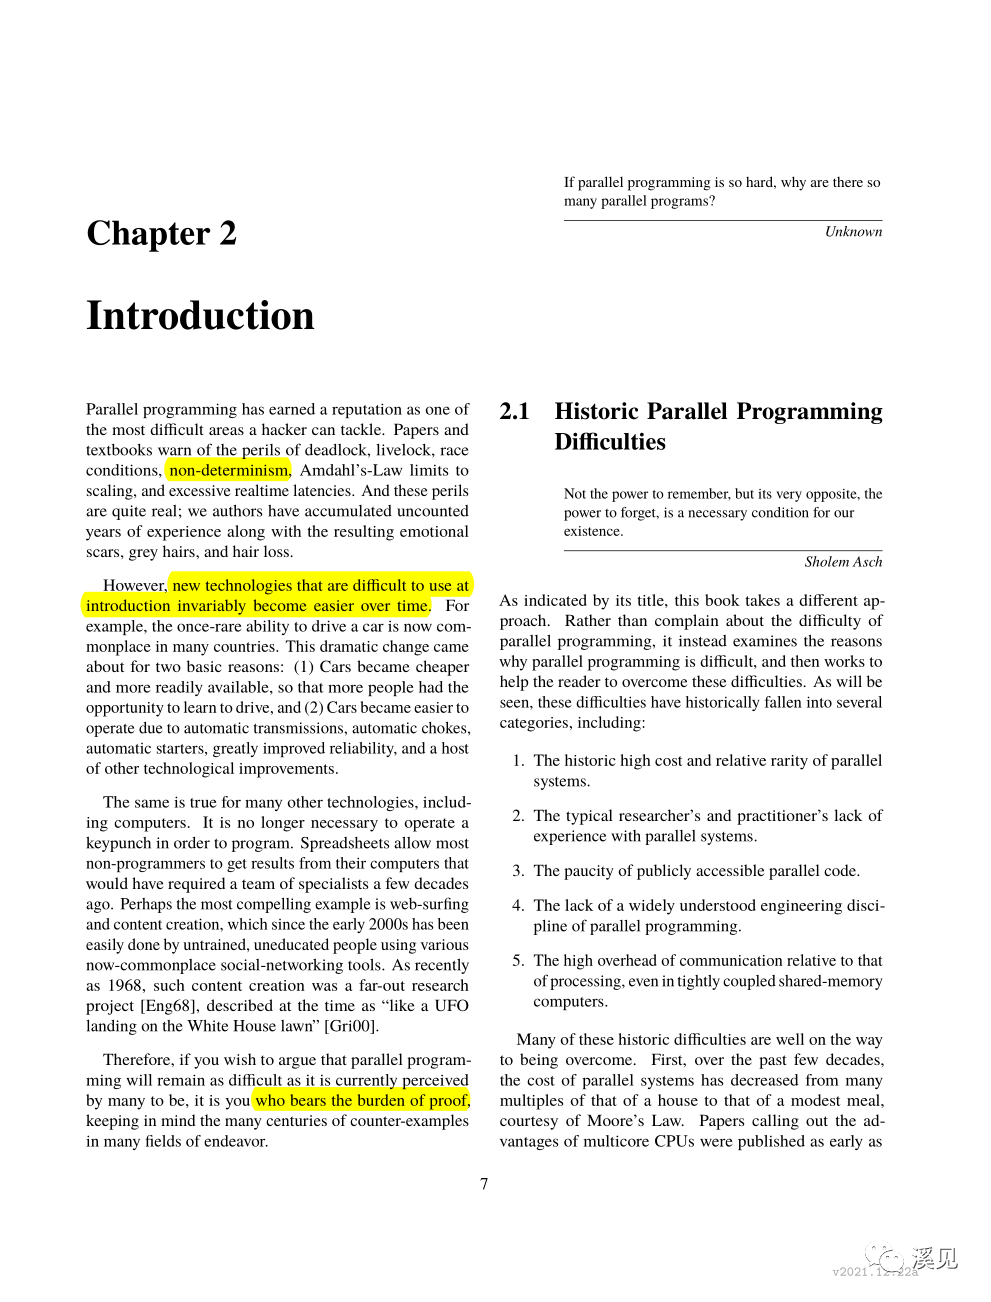 If parallel programming is so hard, why are there so
many parallel programs?
Unknown
Chapter 2
Introduction
Parallel programming has earned a reputation as one of
the most difficult areas a hacker can tackle. Papers and
textbooks warn of the perils of deadlock, livelock, race
conditions, non-determinism, Amdahl's-Law limits to
scaling, and excessive realtime latencies. And these perils
are quite real; we authors have accumulated uncounted
years of experience along with the resulting emotional
scars, grey hairs, and hair loss.
However, new technologies that are difficult to use at
introduction invariably become easier over time. For
example, the once-rare ability to drive a car is now com-
monplace in many countries. This dramatic change came
about for two basic reasons: (1) Cars became cheaper
and more readily available, so that more people had the
opportunity to learn to drive, and (2) Cars became easier to
operate due to automatic transmissions, automatic chokes,
automatic starters, greatly improved reliability, and a host
of other technological improvements.
The same is true for many other technologies, includ-
ing computers. It is no longer necessary to operate a
keypunch in order to program. Spreadsheets allow most
non-programmers to get results from their computers that
would have required a team of specialists a few decades
ago. Perhaps the most compelling example is web-surfing
and content creation, which since the early 2000s has been
easily done by untrained, uneducated people using various
now-commonplace social-networking tools. As recently
as 1968, such content creation was a far-out research
project [Eng68], described at the time as “like a UFO
landing on the White House lawn” [Gri00].
Therefore, if you wish to argue that parallel program-
ming will remain as difficult as it is currently perceived
by many to be, it is you who bears the burden of proof,
keeping in mind the many centuries of counter-examples
in many fields of endeavor.
2.1 Historic Parallel Programming
Difficulties
Not the power to remember, but its very opposite, the
power to forget, is a necessary condition for our
existence.
Sholem Asch
As indicated by its title, this book takes a different ap-
proach. Rather than complain about the difficulty of
parallel programming, it instead examines the reasons
why parallel programming is difficult, and then works to
help the reader to overcome these difficulties. As will be
seen, these difficulties have historically fallen into several
categories, including:
1. The historic high cost and relative rarity of parallel
systems.
2. The typical researcher's and practitioner's lack of
experience with parallel systems.
3. The paucity of publicly accessible parallel code.
4. The lack of a widely understood engineering disci-
pline of parallel programming.
5. The high overhead of communication relative to that
of processing, even in tightly coupled shared-memory
computers.
Many of these historic difficulties are well on the way
to being overcome. First, over the past few decades,
the cost of parallel systems has decreased from many
multiples of that of a house to that of a modest meal,
courtesy of Moore's Law. Papers calling out the ad-
vantages of multicore CPUs were published as early as
7
溪见
v2021.12.22a